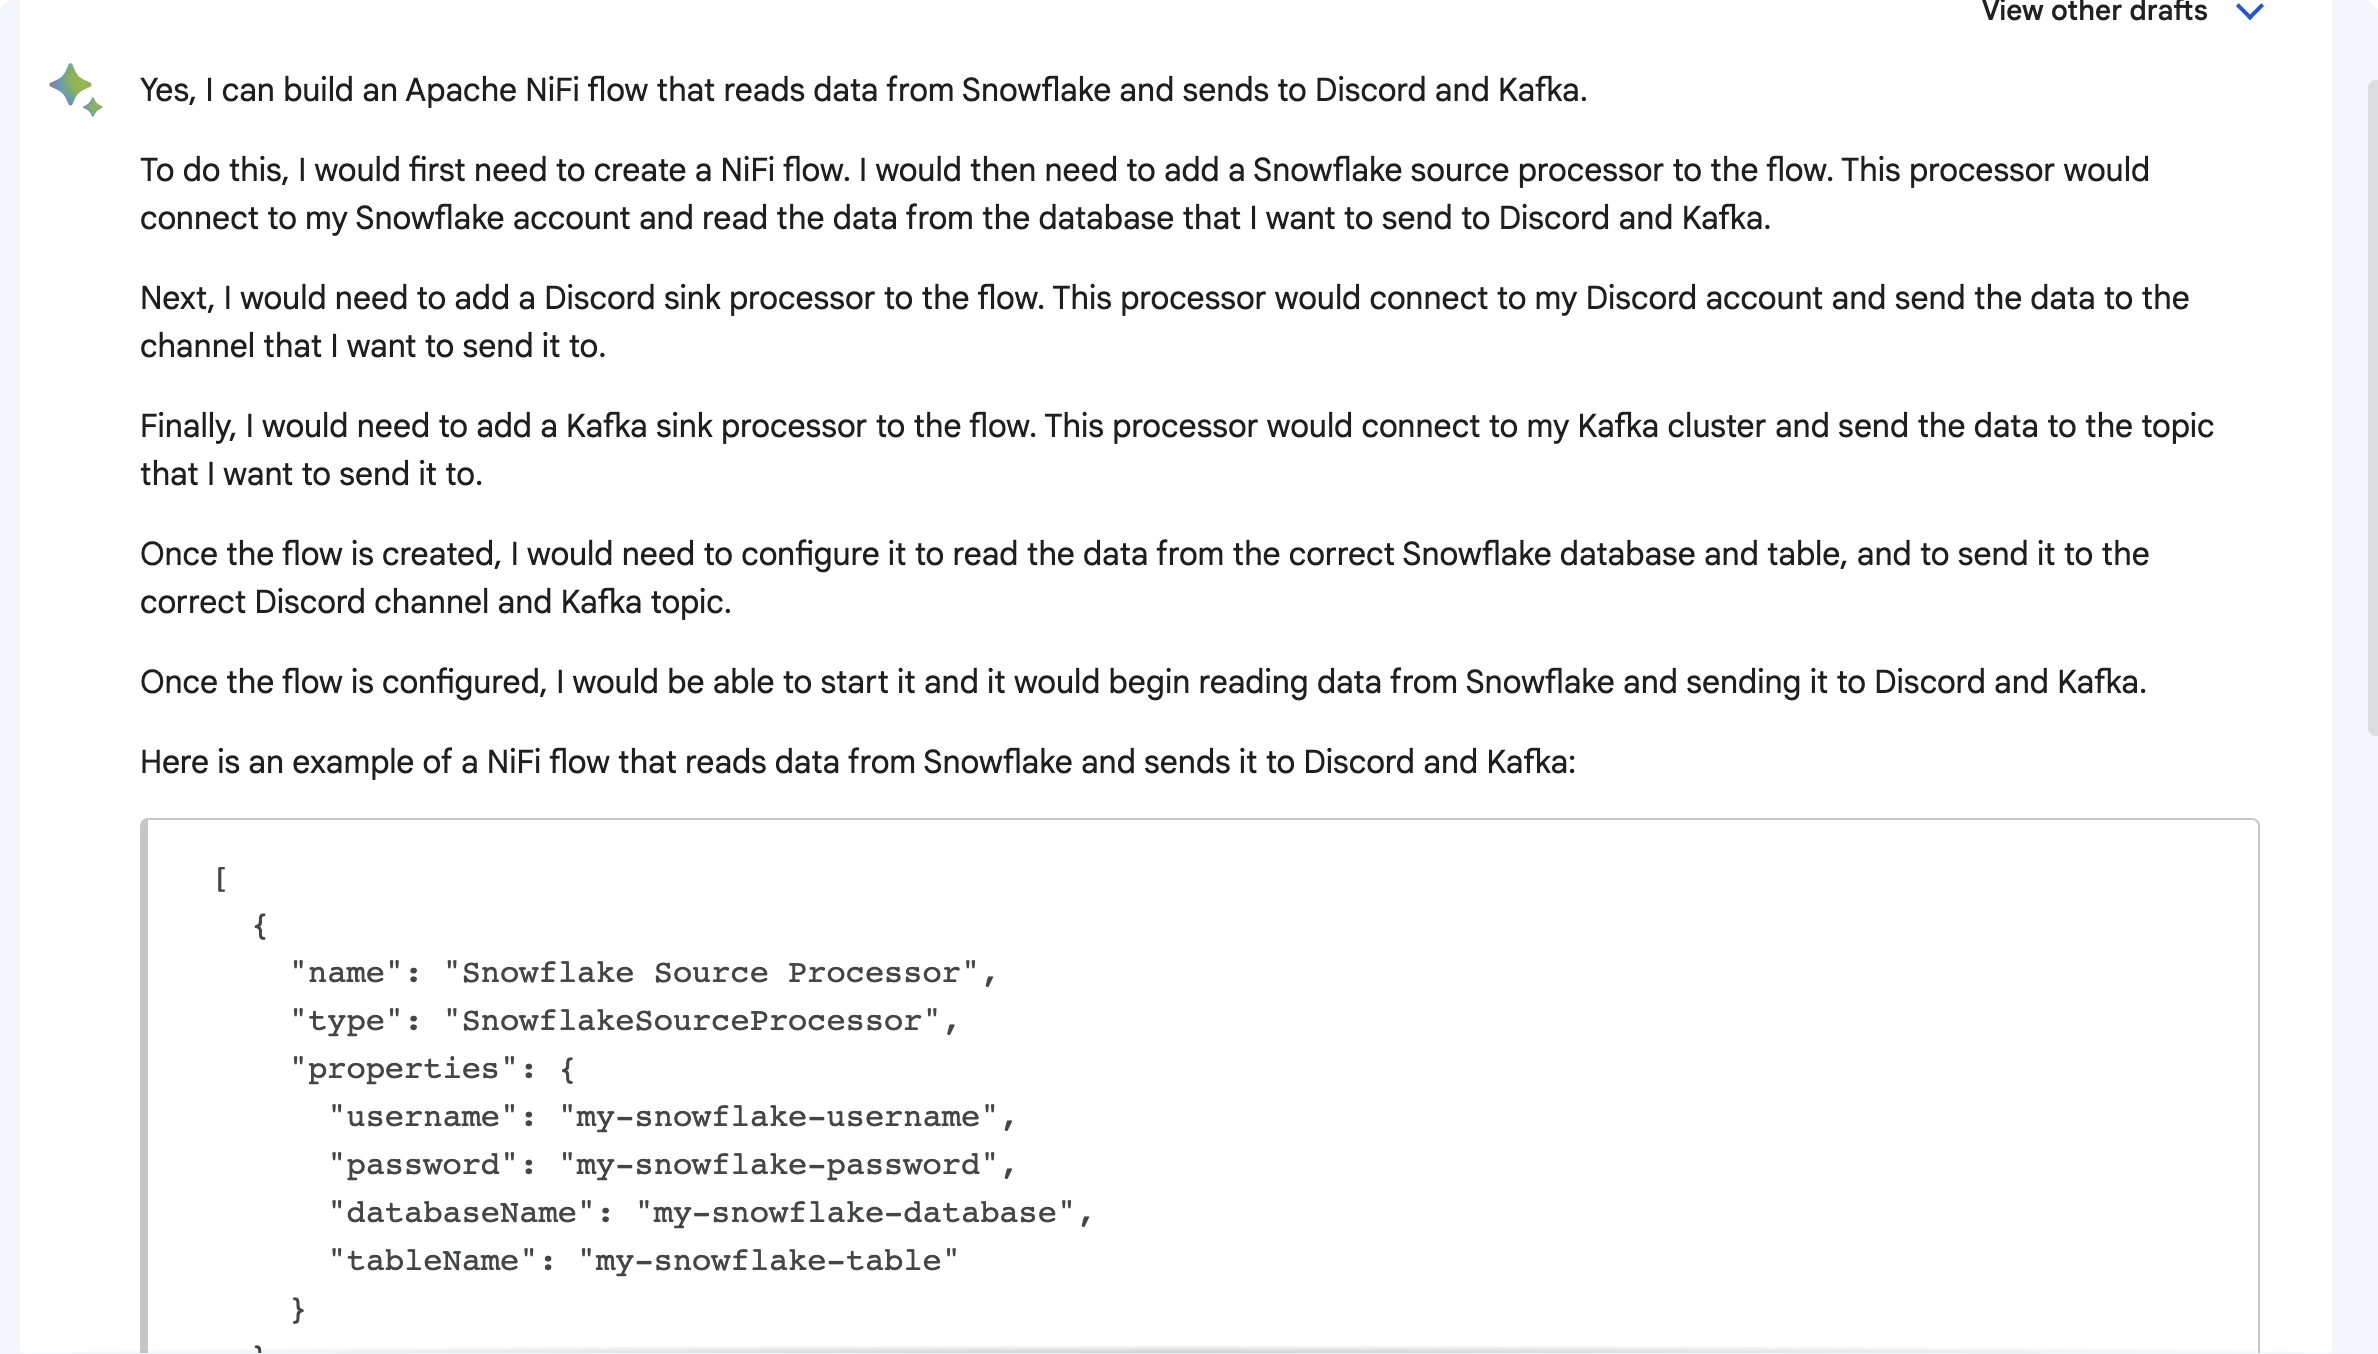 View other drafts
Yes, I can build an Apache NiFi flow that reads data from Snowflake and sends to Discord and Kafka.
To do this, I would first need to create a NiFi flow. I would then need to add a Snowflake source processor to the flow. This processor would
connect to my Snowflake account and read the data from the database that I want to send to Discord and Kafka.
Next, I would need to add a Discord sink processor to the flow. This processor would connect to my Discord account and send the data to the
channel that I want to send it to.
Finally, I would need to add a Kafka sink processor to the flow. This processor would connect to my Kafka cluster and send the data to the topic
that I want to send it to.
Once the flow is created, I would need to configure it to read the data from the correct Snowflake database and table, and to send it to the
correct Discord channel and Kafka topic.
Once the flow is configured, I would be able to start it and it would begin reading data from Snowflake and sending it to Discord and Kafka.
Here is an example of a NiFi flow that reads data from Snowflake and sends it to Discord and Kafka:
[
  {
    "name": "Snowflake Source Processor",
    "type": "SnowflakeSourceProcessor",
    "properties": {
      "username": "my-snowflake-username",
      "password": "my-snowflake-password",
      "databaseName": "my-snowflake-database",
      "tableName": "my-snowflake-table"
    }